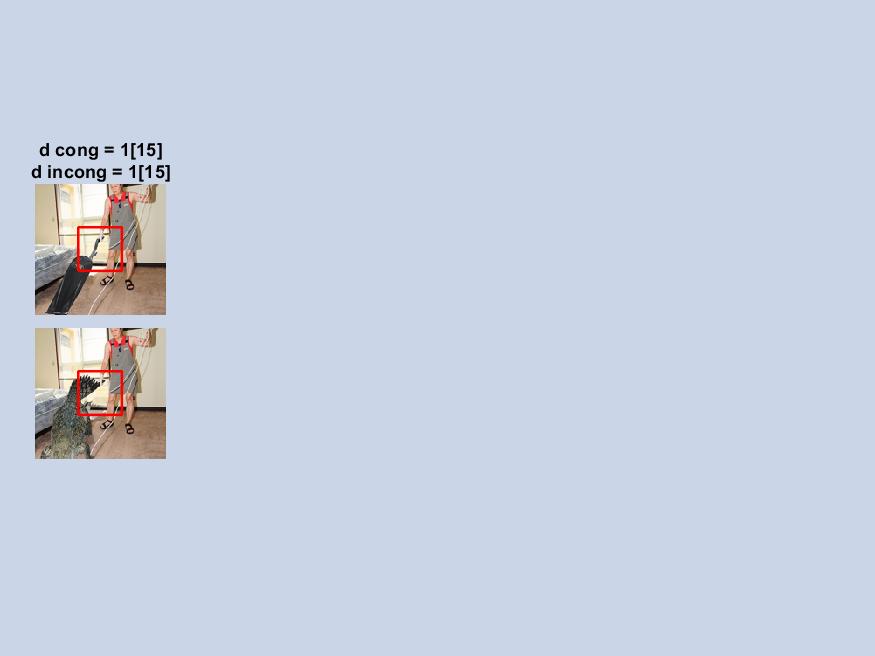 d cong = 1[15]
d incong = 1[15]